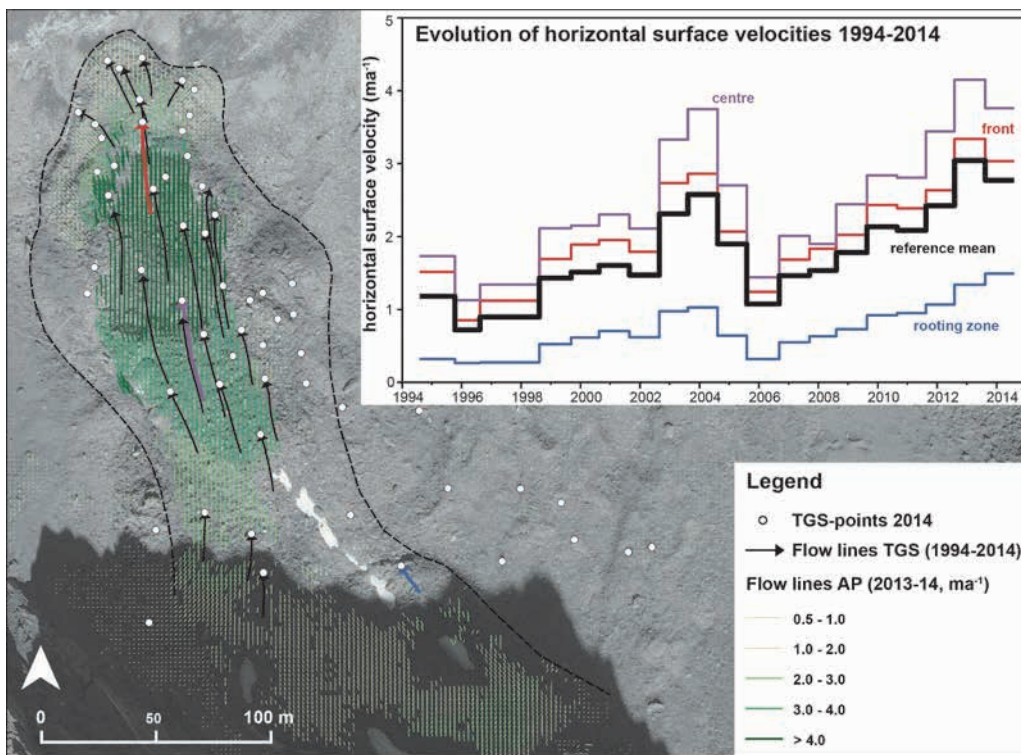 Evolution of horizontal surface velocities 1994-2014
horizontal surface velocity (ma⁻¹)
5
4
3
2
1
0
centre
front
reference mean
rooting zone
1994 1996 1998 2000 2002 2004 2006 2008 2010 2012 2014
Legend
TGS-points 2014
Flow lines TGS (1994-2014)
Flow lines AP (2013-14, ma⁻¹)
0.5 - 1.0
1.0 - 2.0
2.0 - 3.0
3.0 - 4.0
> 4.0
0 50 100 m